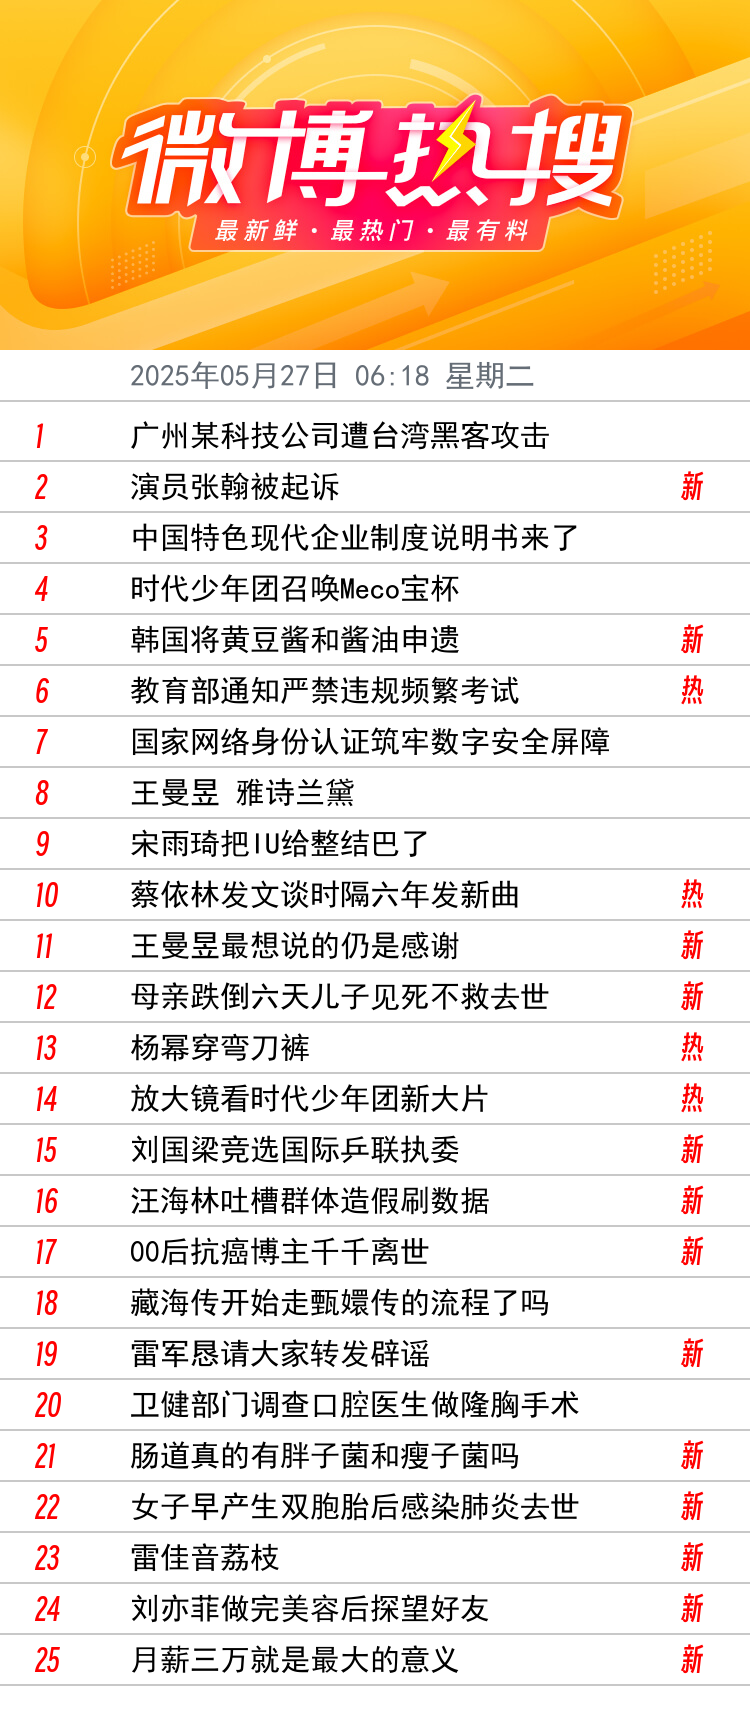 微博热搜
最新鲜·最热门·最有料
2025年05月27日 06:18 星期二
1 广州某科技公司遭台湾黑客攻击
2 演员张翰被起诉 新
3 中国特色现代企业制度说明书来了
4 时代少年团召唤Meco宝杯
5 韩国将黄豆酱和酱油申遗 新
6 教育部通知严禁违规频繁考试 热
7 国家网络身份认证筑牢数字安全屏障
8 王曼昱 雅诗兰黛
9 宋雨琦把IU给整结巴了
10 蔡依林发文谈时隔六年发新曲 热
11 王曼昱最想说的仍是感谢 新
12 母亲跌倒六天儿子见死不救去世 新
13 杨幂穿弯刀裤 热
14 放大镜看时代少年团新大片 热
15 刘国梁竞选国际乒联执委 新
16 汪海林吐槽群体造假刷数据 新
17 00后抗癌博主千千离世 新
18 藏海传开始走甄嬛传的流程了吗
19 雷军恳请大家转发辟谣 新
20 卫健部门调查口腔医生做隆胸手术
21 肠道真的有胖子菌和瘦子菌吗 新
22 女子早产生双胞胎后感染肺炎去世 新
23 雷佳音荔枝 新
24 刘亦菲做完美容后探望好友 新
25 月薪三万就是最大的意义 新